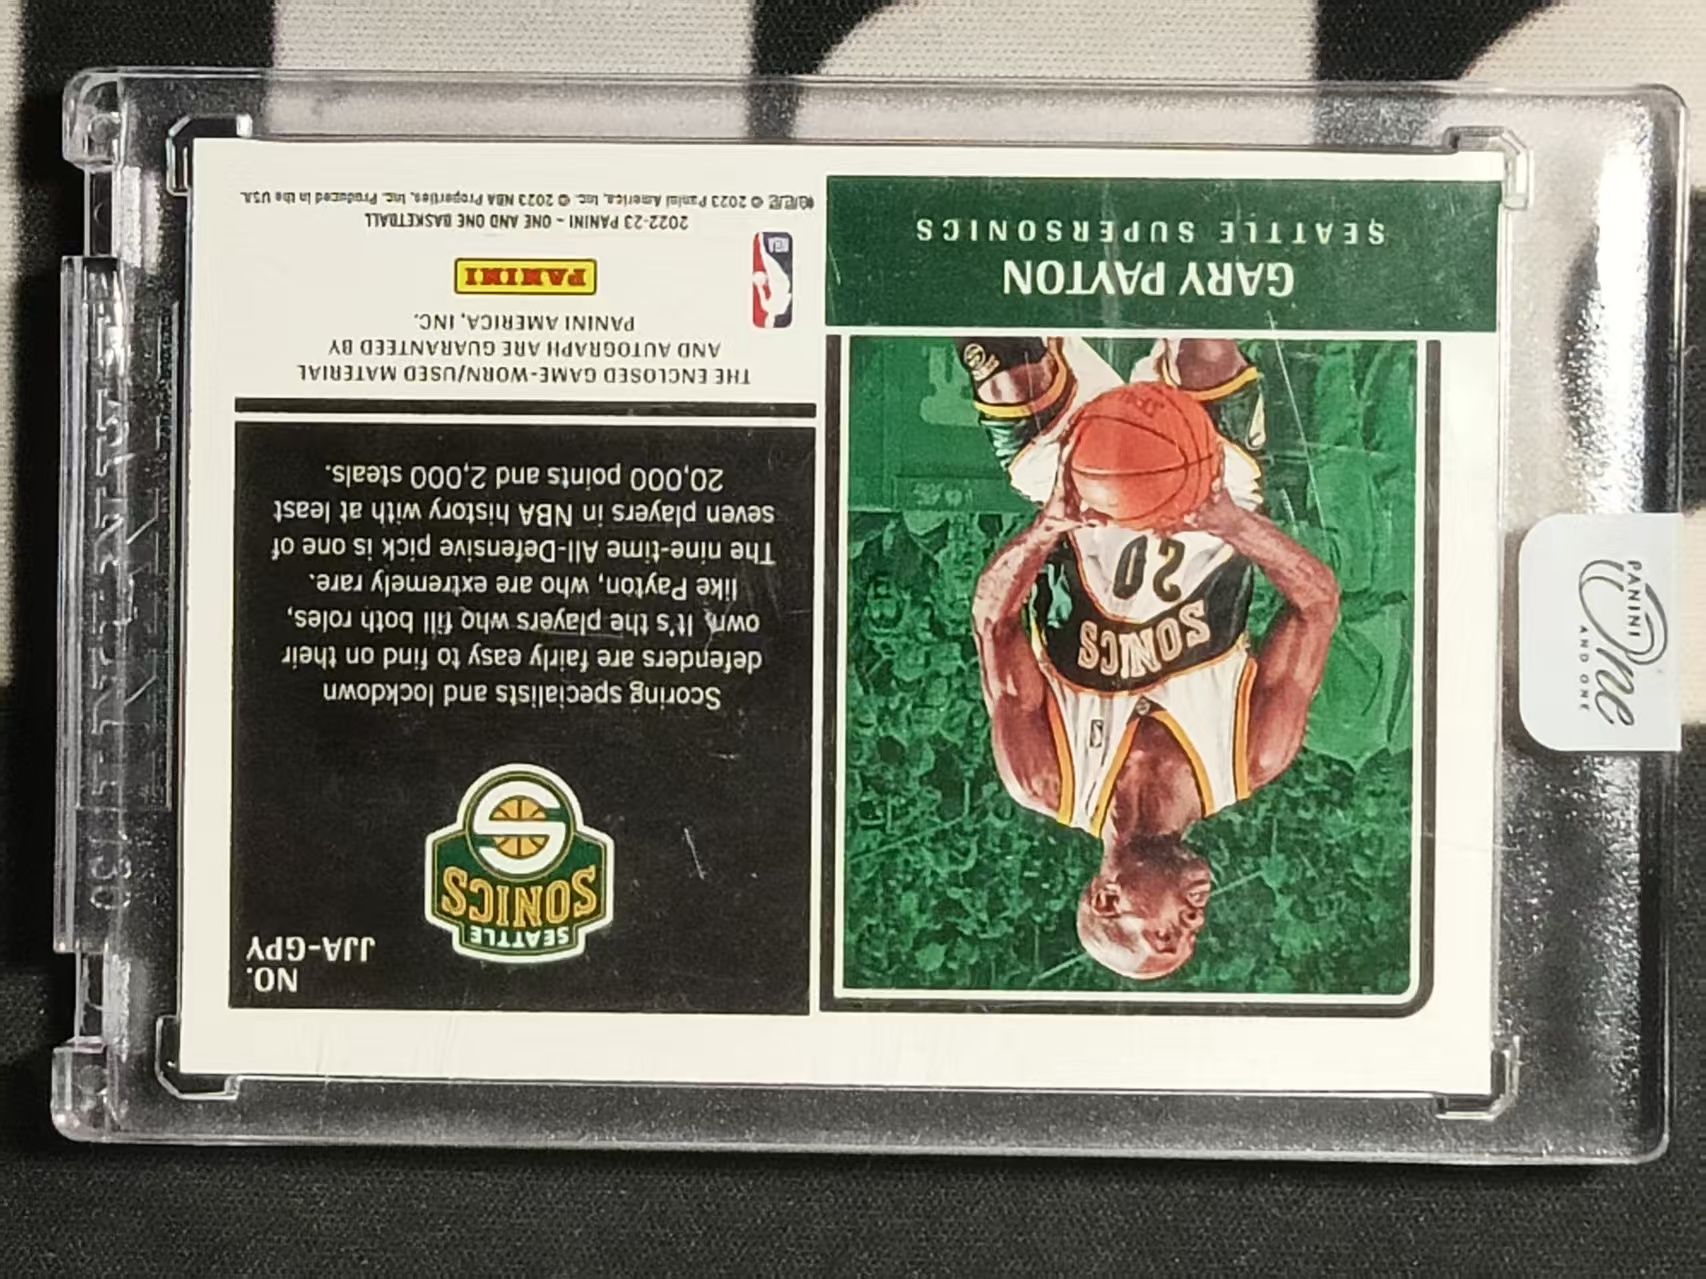 GARY PAYTON
SEATTLE SUPERSONICS
SONICS
20
NO.
JJA-GPY
SEATTLE
SONICS
Scoring specialists and lockdown
defenders are fairly easy to find on their
own. It's the players who fill both roles,
like Payton, who are extremely rare.
The nine-time All-Defensive pick is one of
seven players in NBA history with at least
20,000 points and 2,000 steals.
THE ENCLOSED GAME-WORN/USED MATERIAL
AND AUTOGRAPH ARE GUARANTEED BY
PANINI AMERICA, INC.
PANINI
NBA
2022-23 PANINI – ONE AND ONE BASKETBALL
© 2023 Panini America, Inc. © 2023 NBA Properties, Inc. Produced in the USA.
PANINI
One
AND ONE